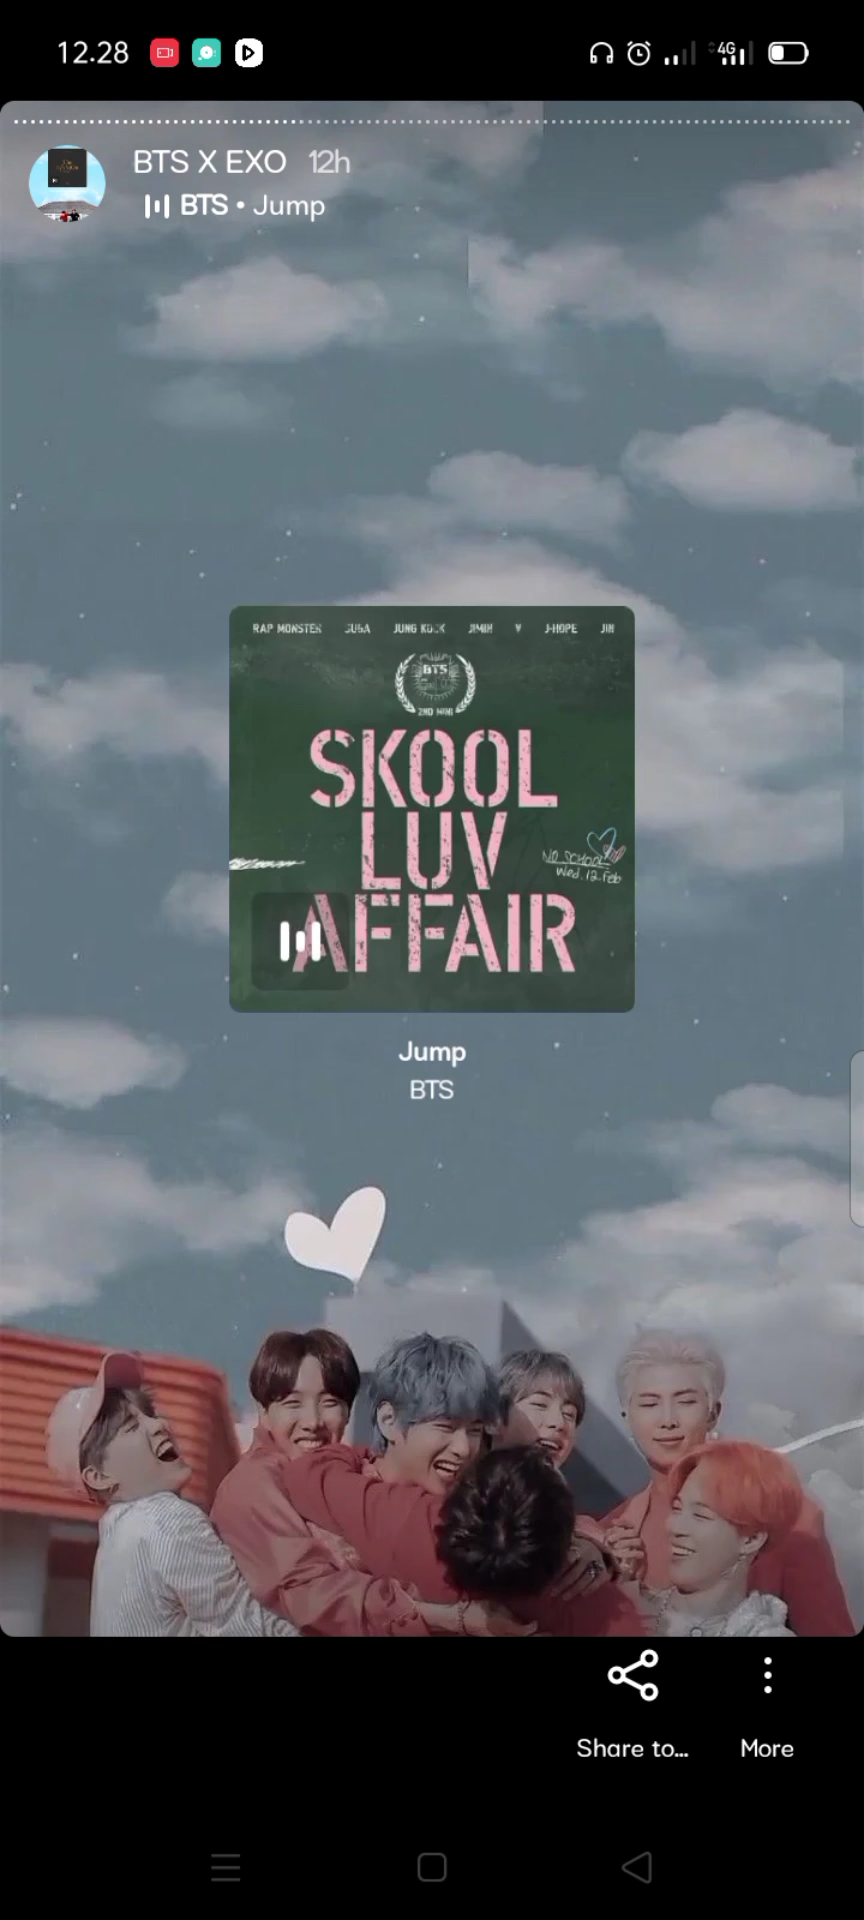 12.28
4G
BTS X EXO 12h
BTS • Jump
RAP MONSTER SUGA JUNG KOOK JIMIN V J-HOPE JIN
BTS
2ND MINI
SKOOL
LUV
AFFAIR
NO SCHOOL
Wed.12.Feb
Jump
BTS
Share to...
More